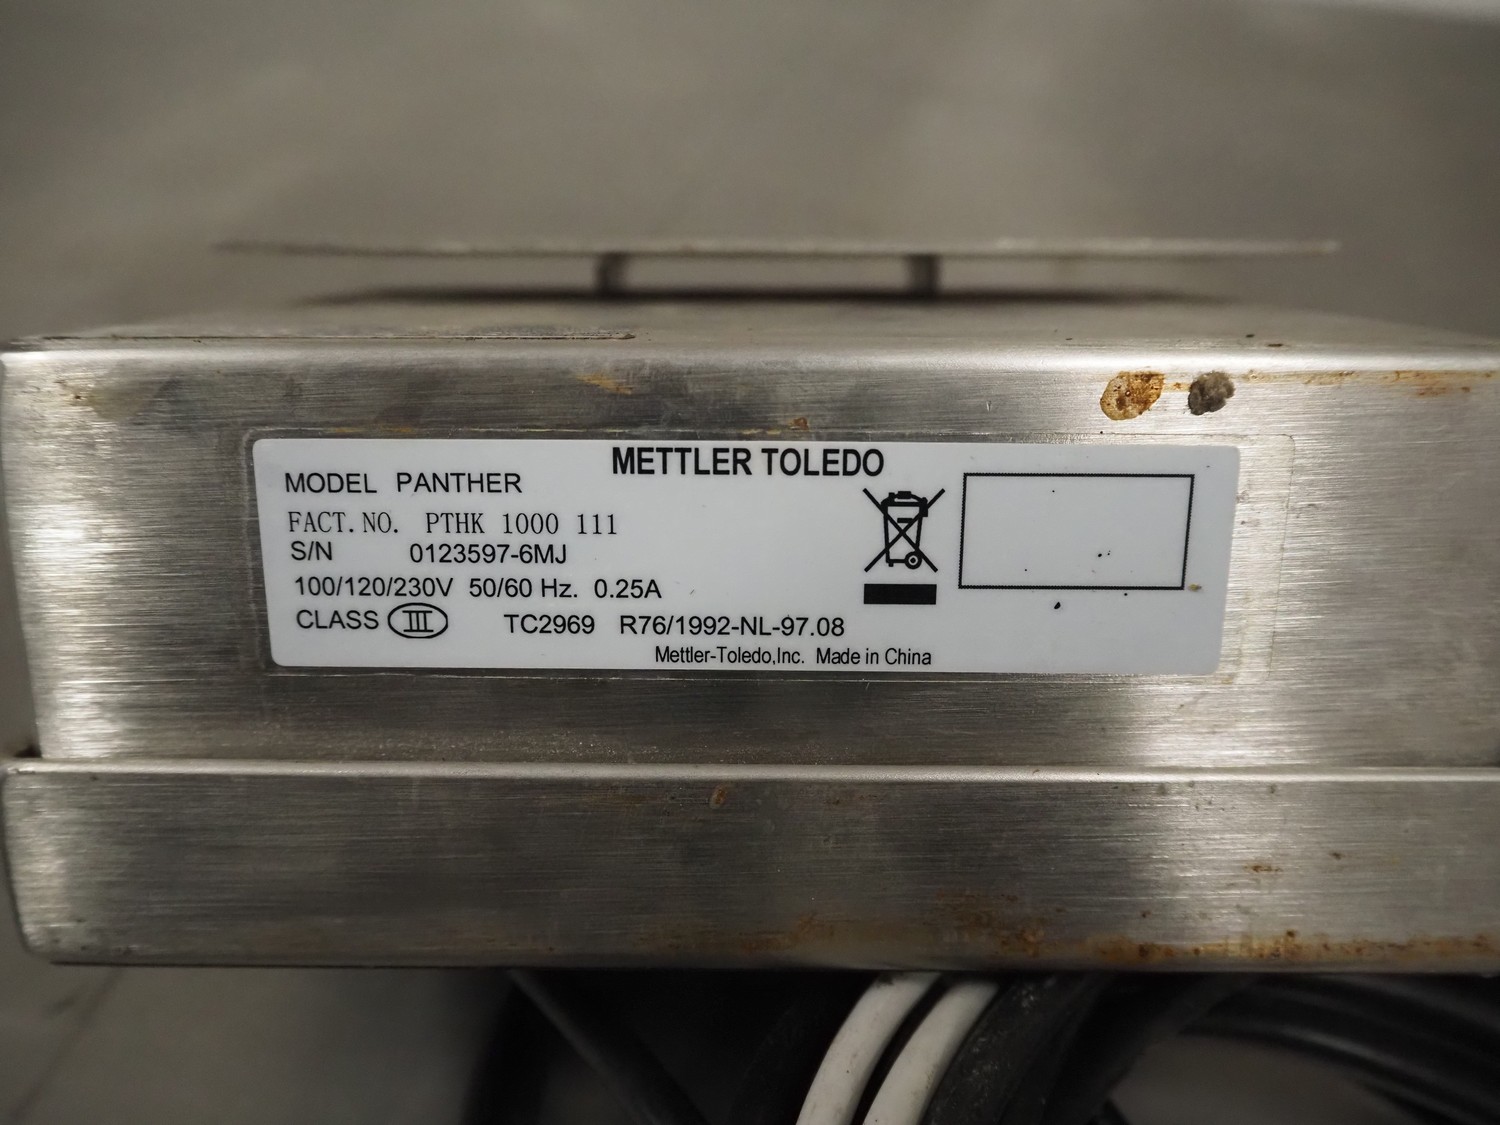 METTLER TOLEDO
MODEL PANTHER
FACT. NO. PTHK 1000 111
S/N 0123597-6MJ
100/120/230V 50/60 Hz. 0.25A
CLASS III TC2969 R76/1992-NL-97.08
Mettler-Toledo,Inc. Made in China